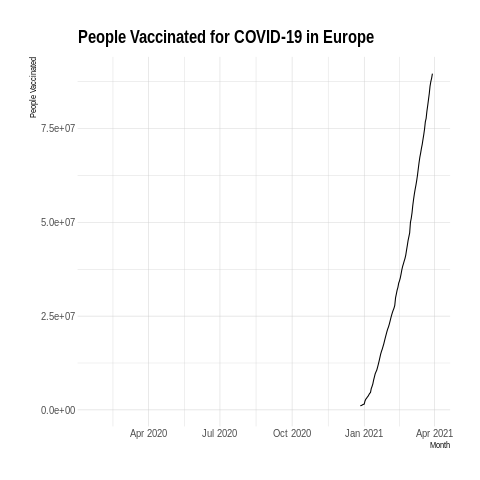 People Vaccinated for COVID-19 in Europe
People Vaccinated
7.5e+07
5.0e+07
2.5e+07
0.0e+00
Apr 2020 Jul 2020 Oct 2020 Jan 2021 Apr 2021
Month